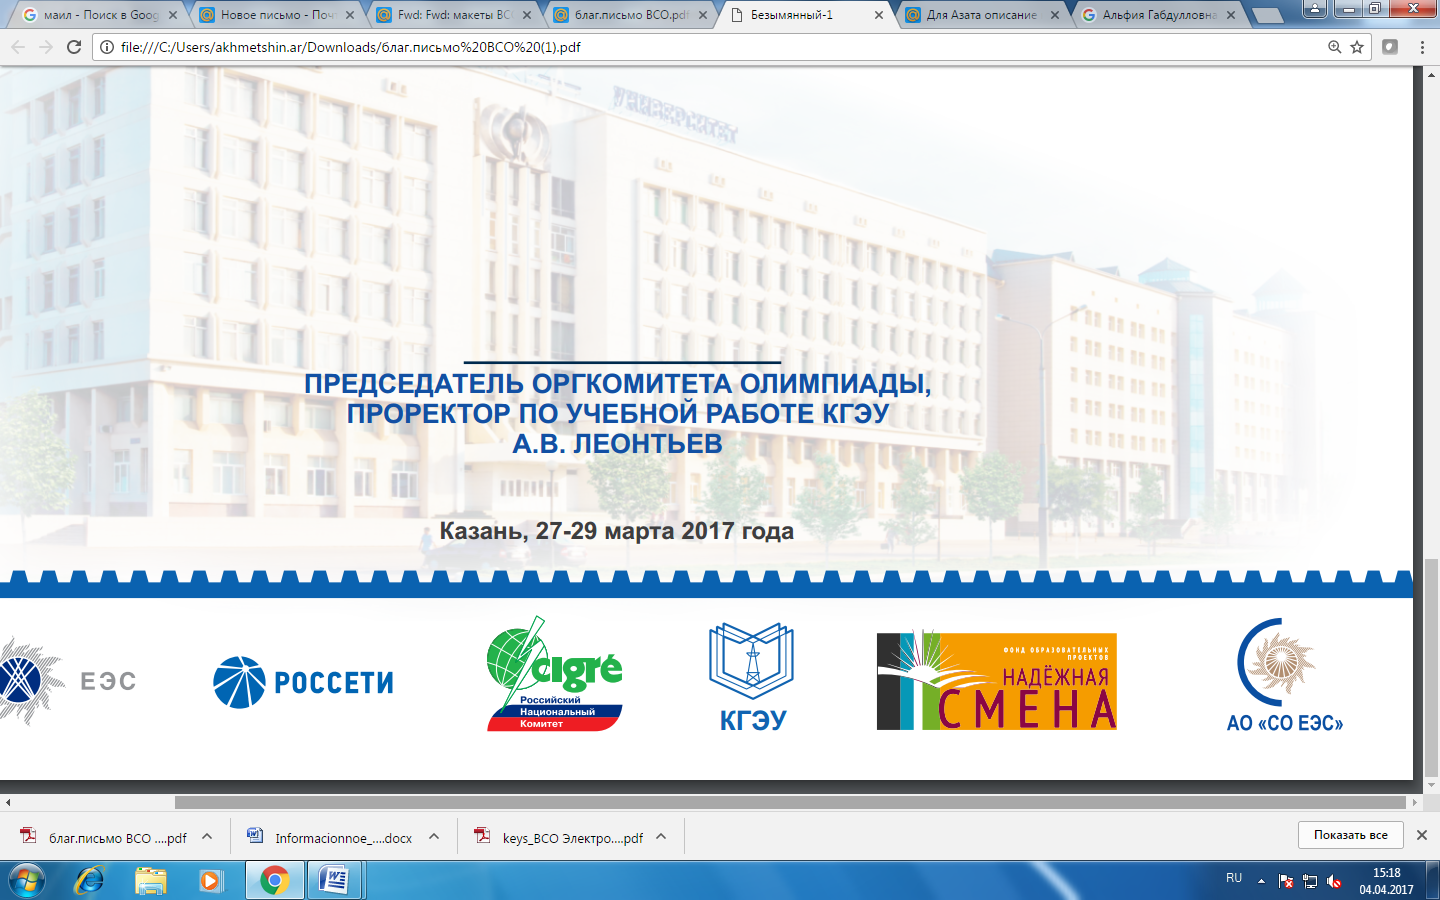 маил - Поиск в Goog
Новое письмо - Почт
Fwd: Fwd: макеты ВСО
благ.письмо ВСО.pdf
Безымянный-1
Для Азата описание
Альфия Габдулловна
file:///C:/Users/akhmetshin.ar/Downloads/благ.письмо%20ВСО%20(1).pdf
УНИВЕРСИТЕТ
ПРЕДСЕДАТЕЛЬ ОРГКОМИТЕТА ОЛИМПИАДЫ,
ПРОРЕКТОР ПО УЧЕБНОЙ РАБОТЕ КГЭУ
А.В. ЛЕОНТЬЕВ
Казань, 27-29 марта 2017 года
ЕЭС
РОССЕТИ
cigré
Российский
Национальный
Комитет
КГЭУ
ФОНД ОБРАЗОВАТЕЛЬНЫХ
ПРОЕКТОВ
НАДЁЖНАЯ
СМЕНА
АО «СО ЕЭС»
благ.письмо ВСО ....pdf
Informacionnoe_....docx
keys_ВСО Электро....pdf
Показать все
RU
15:18
04.04.2017